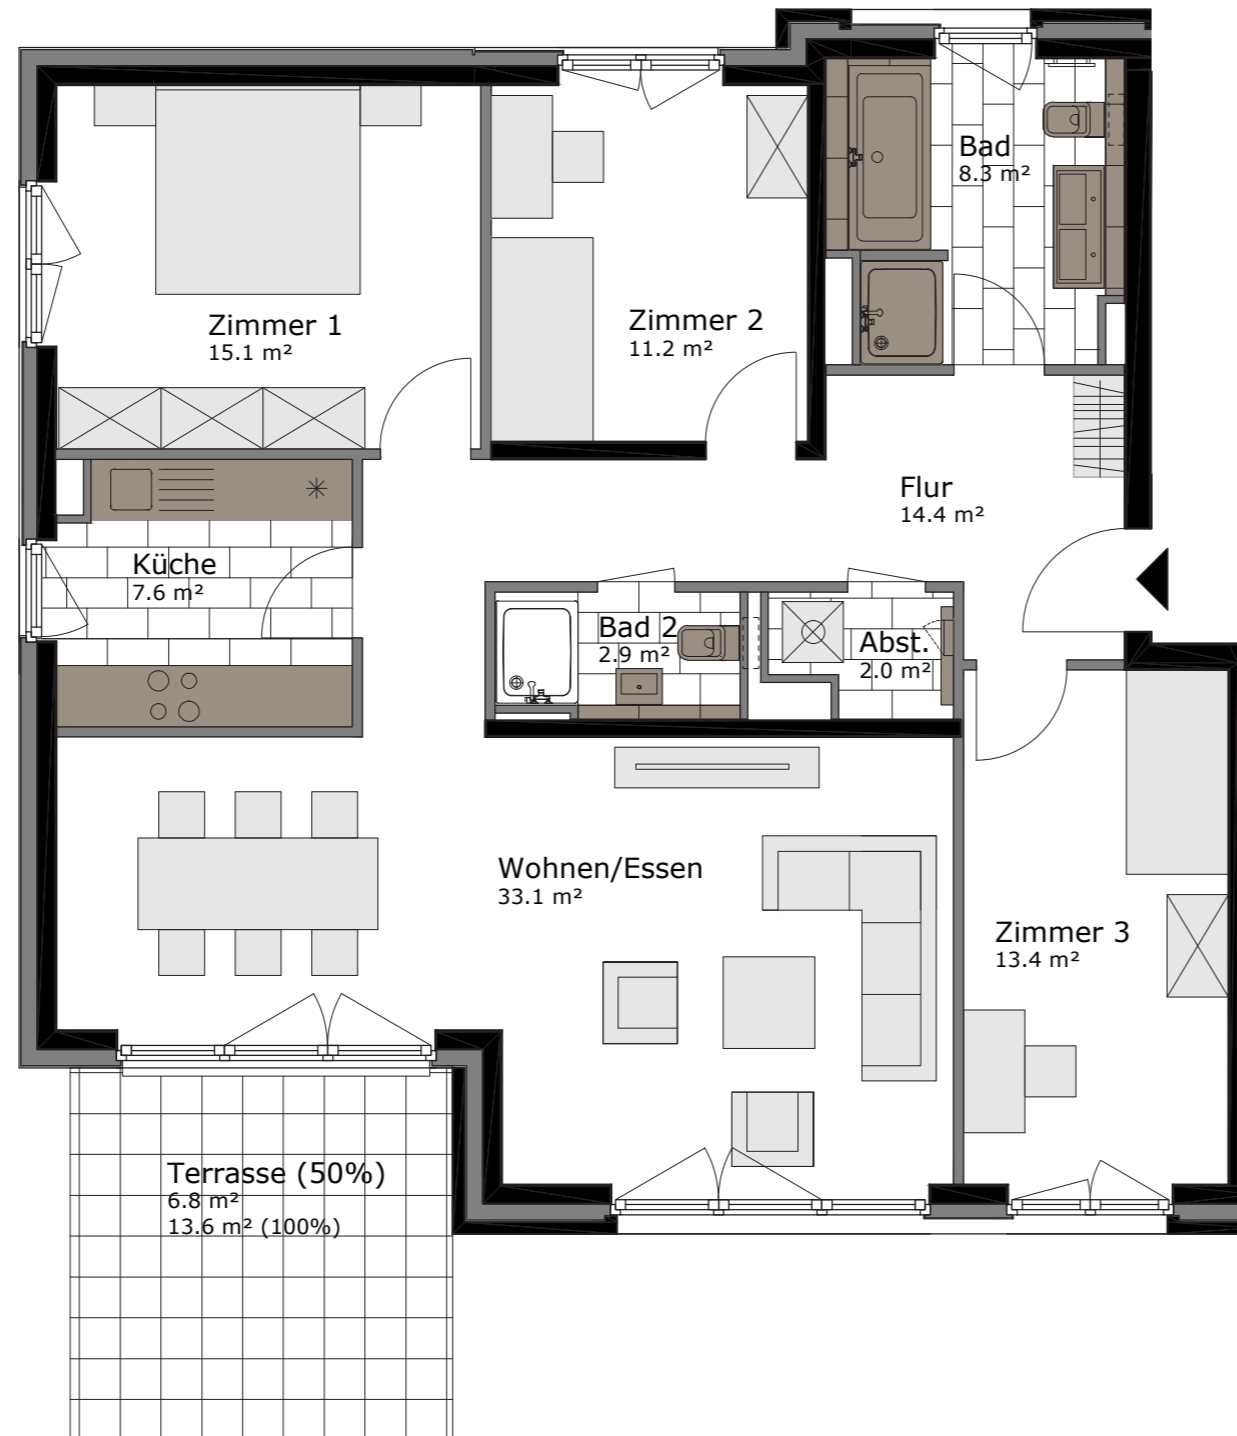 Bad
8.3 m²
Zimmer 1
15.1 m²
Zimmer 2
11.2 m²
Flur
14.4 m²
Küche
7.6 m²
Bad 2
2.9 m²
Abst.
2.0 m²
Wohnen/Essen
33.1 m²
Zimmer 3
13.4 m²
Terrasse (50%)
6.8 m²
13.6 m² (100%)